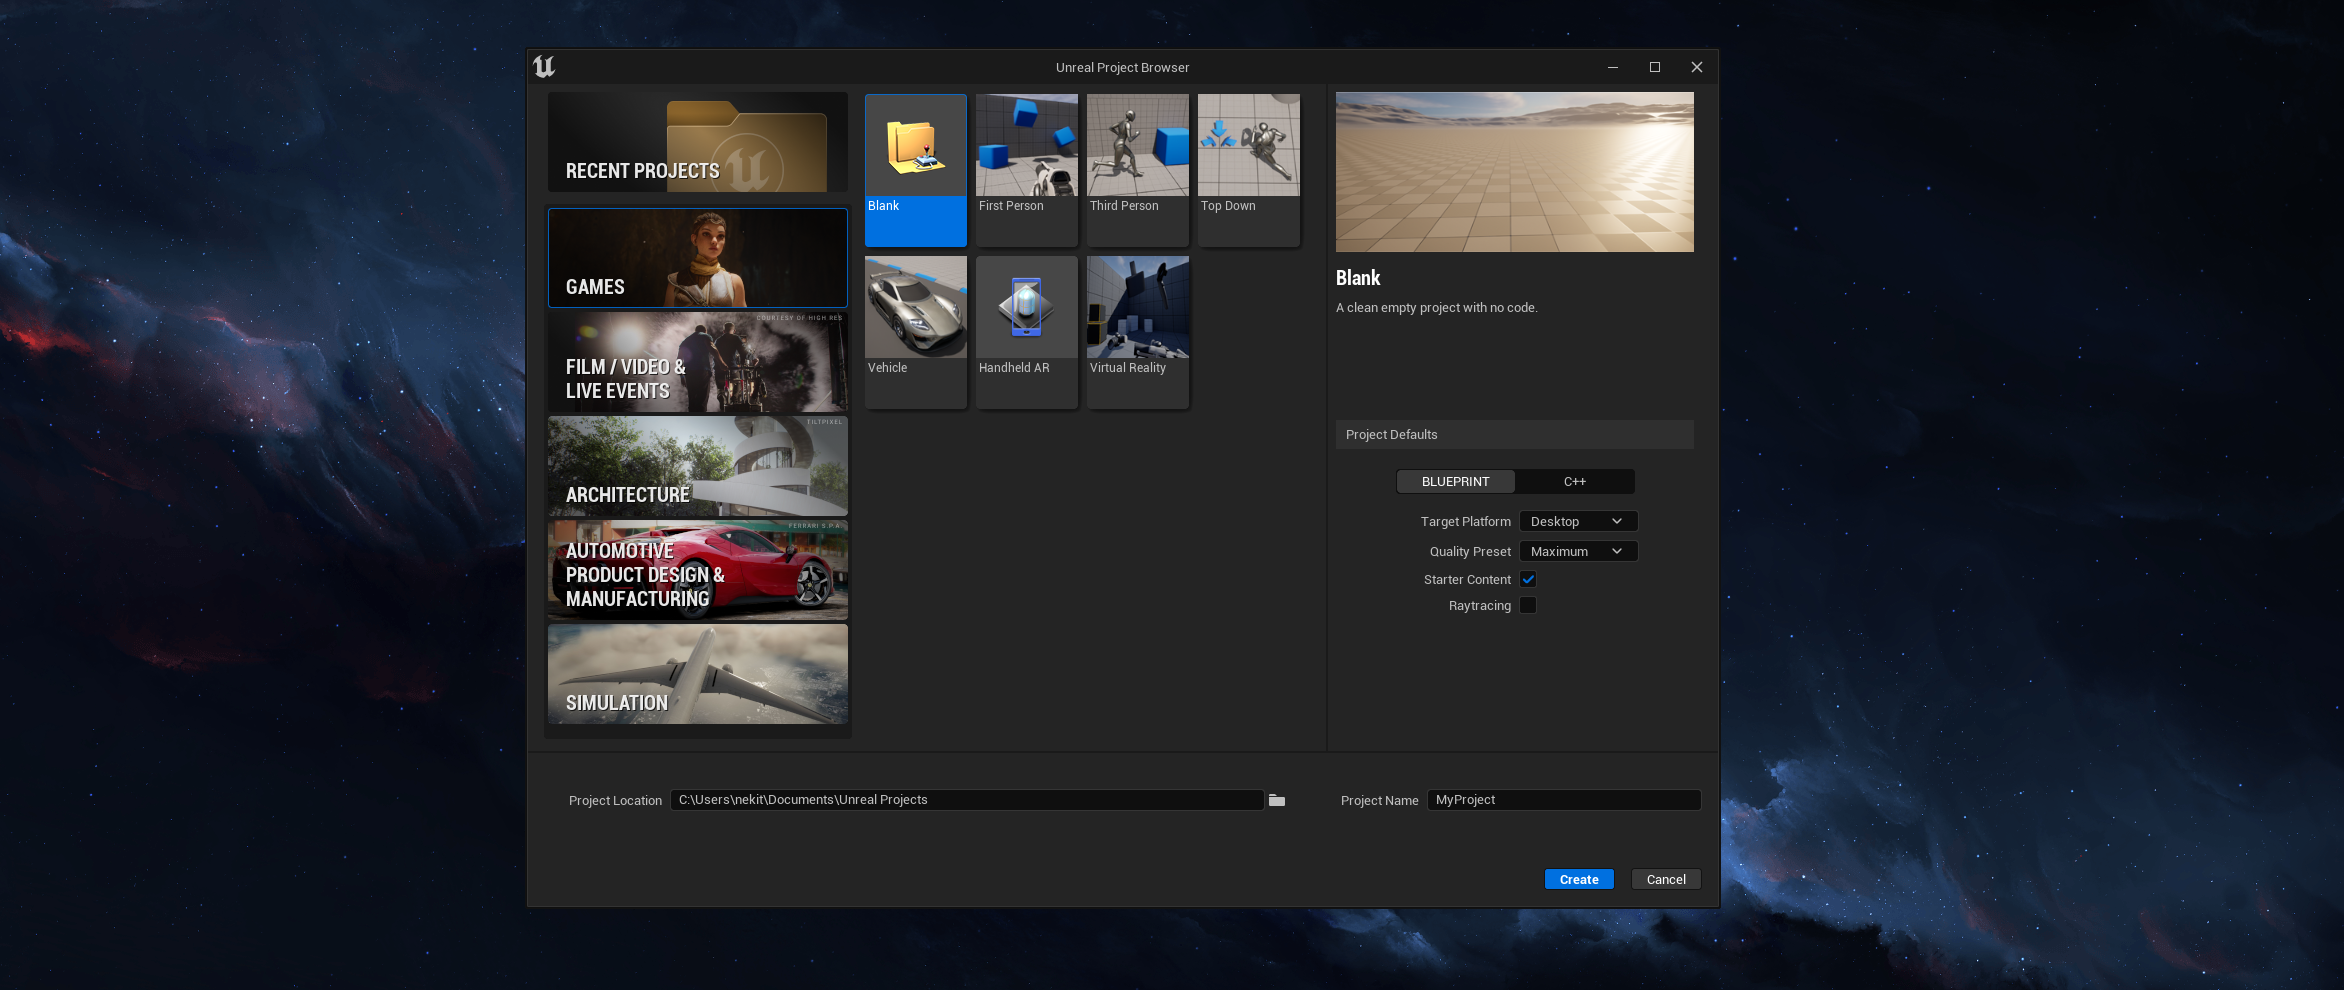 Unreal Project Browser
RECENT PROJECTS
GAMES
COURTESY OF HIGH RES
FILM / VIDEO &
LIVE EVENTS
TILTPIXEL
ARCHITECTURE
FERRARI S.P.A.
AUTOMOTIVE
PRODUCT DESIGN &
MANUFACTURING
SIMULATION
Blank
First Person
Third Person
Top Down
Vehicle
Handheld AR
Virtual Reality
Blank
A clean empty project with no code.
Project Defaults
BLUEPRINT
C++
Target Platform
Desktop
Quality Preset
Maximum
Starter Content
Raytracing
Project Location
C:\Users\nekit\Documents\Unreal Projects
Project Name
MyProject
Create
Cancel